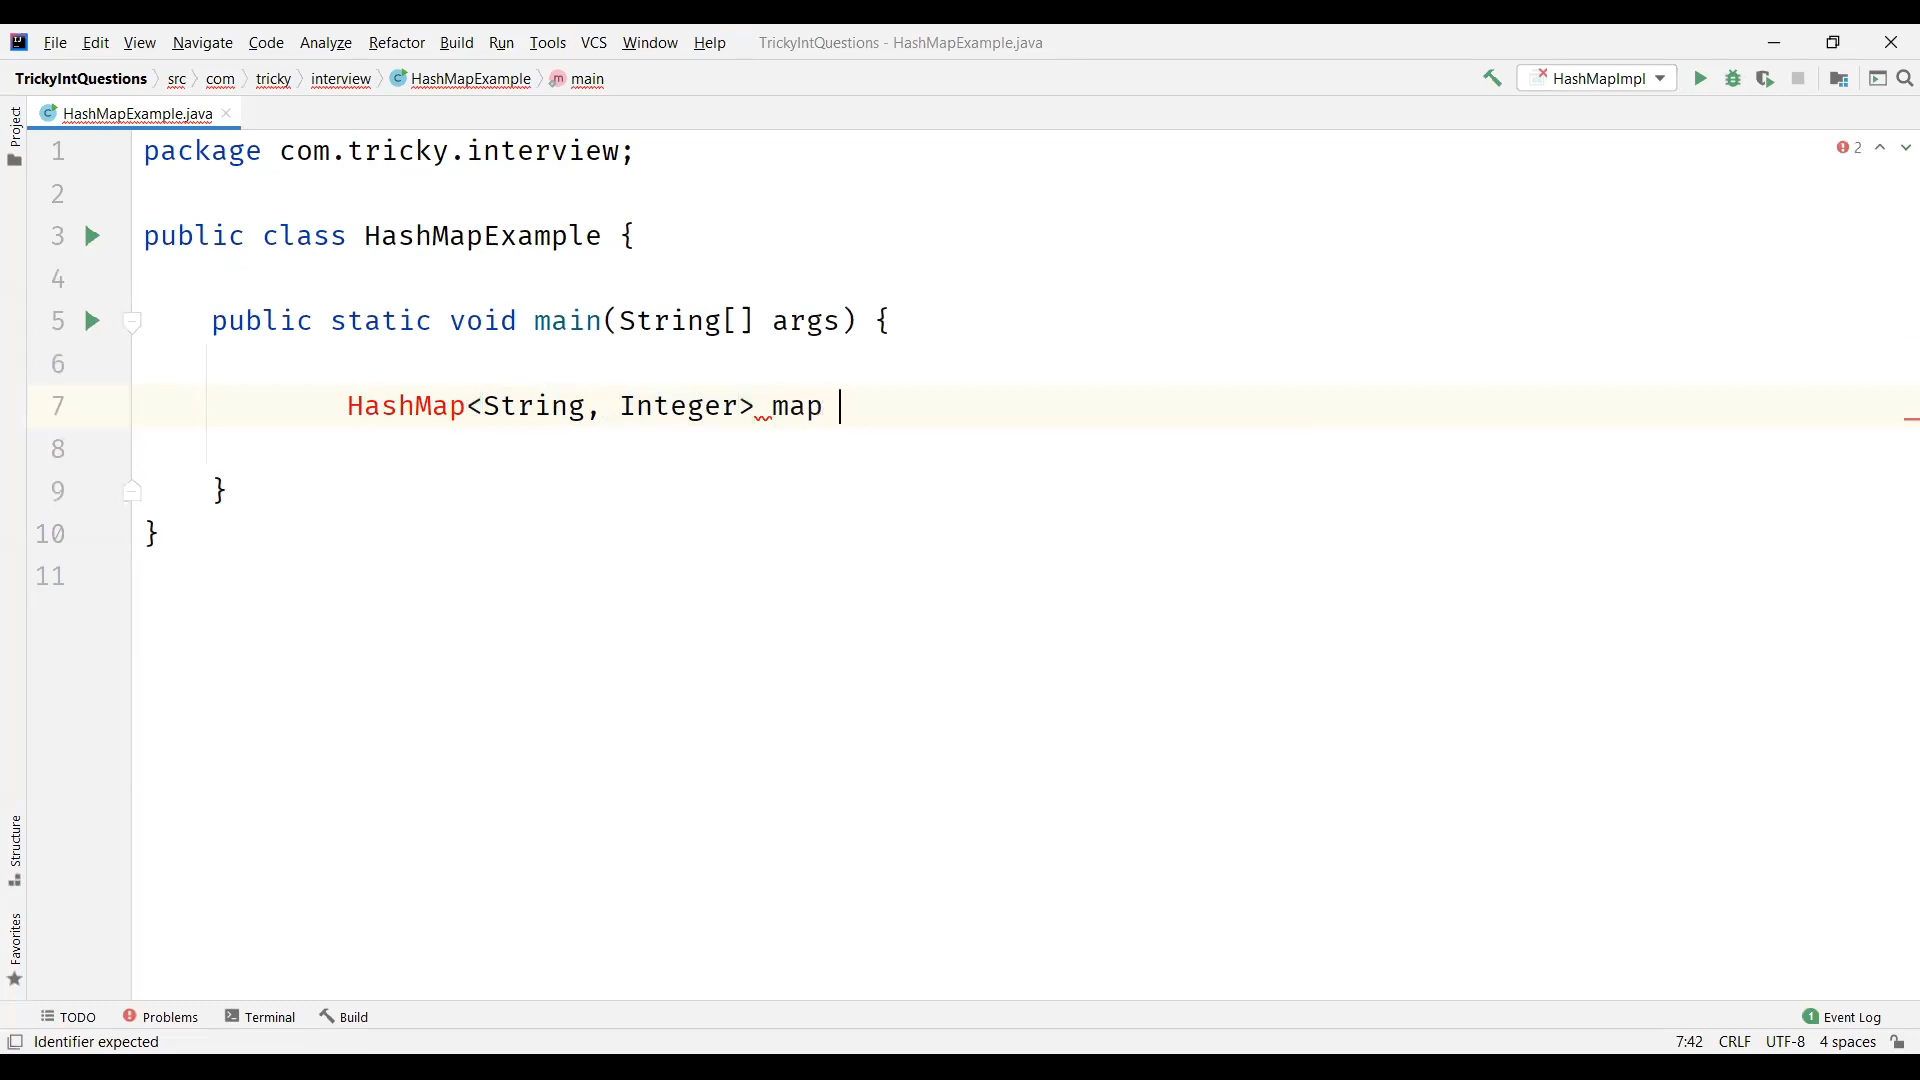 File Edit View Navigate Code Analyze Refactor Build Run Tools VCS Window Help TrickyIntQuestions - HashMapExample.java
TrickyIntQuestions src com tricky interview HashMapExample main HashMapImpl
HashMapExample.java
Project
1 package com.tricky.interview;
2
2
3 public class HashMapExample {
4
5 public static void main(String[] args) {
6
7 HashMap<String, Integer> map
8
9 }
10 }
11
Structure
Favorites
TODO Problems Terminal Build 1 Event Log
Identifier expected 7:42 CRLF UTF-8 4 spaces